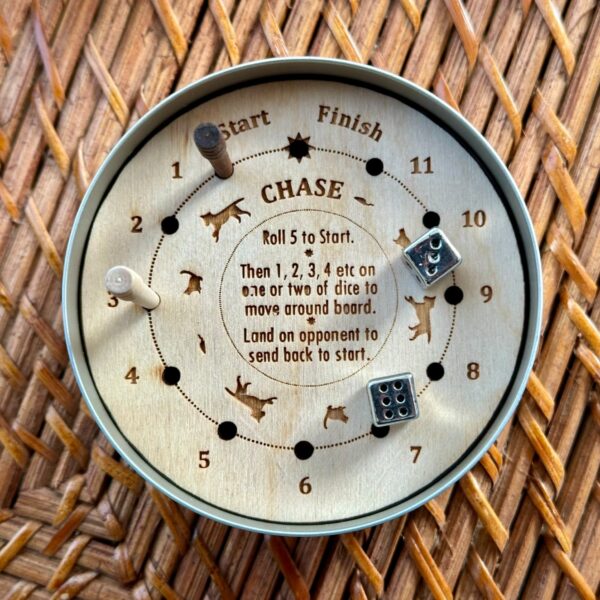 Start Finish
CHASE
Roll 5 to Start.
Then 1, 2, 3, 4 etc on
one or two of dice to
move around board.
Land on opponent to
send back to start.
1
2
3
4
5
6
7
8
9
10
11